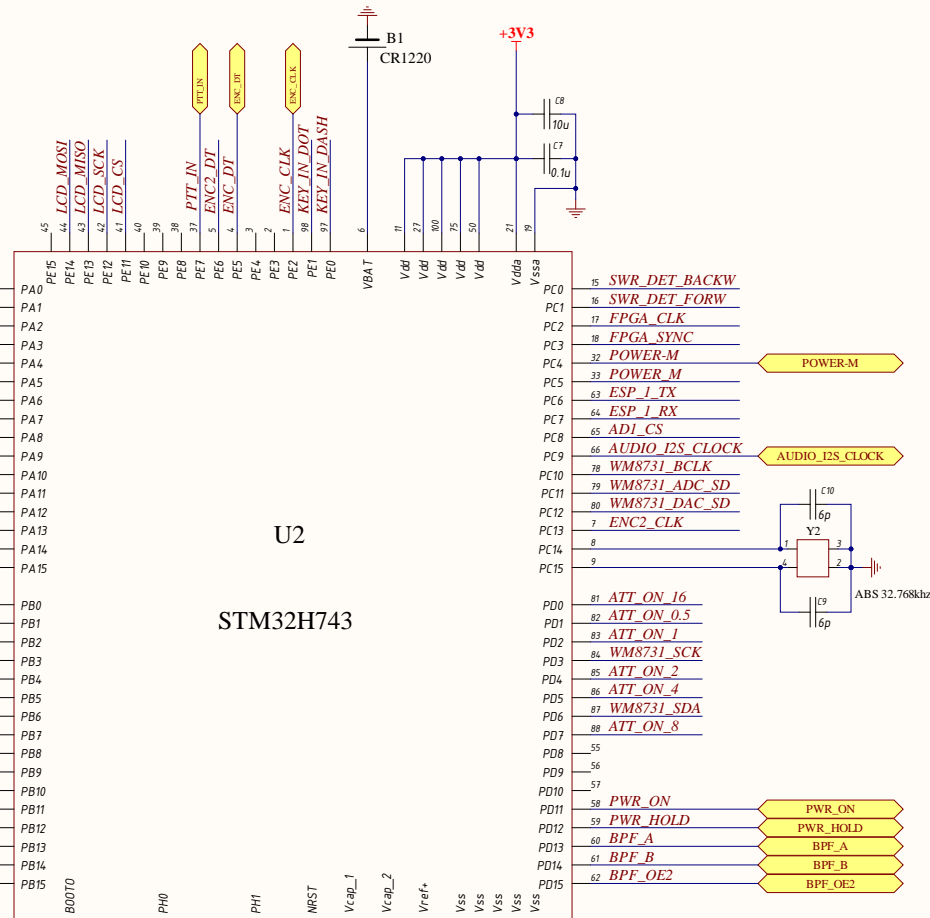 B1
CR1220
+3V3
C8
10u
C7
0.1u
PTT_IN
ENC_DT
ENC_CLK
LCD_MOSI
LCD_MISO
LCD_SCK
LCD_CS
PTT_IN
ENC2_DT
ENC_DT
ENC_CLK
KEY_IN_DOT
KEY_IN_DASH
45 44 43 42 41 40 39 38 37 5 4 3 2 1 98 97 6 11 27 100 75 50 21 19
PE15 PE14 PE13 PE12 PE11 PE10 PE9 PE8 PE7 PE6 PE5 PE4 PE3 PE2 PE1 PE0 VBAT Vdd Vdd Vdd Vdd Vdd Vdda Vssa
PA0 PC0 15 SWR_DET_BACKW
PA1 PC1 16 SWR_DET_FORW
PA2 PC2 17 FPGA_CLK
PA3 PC3 18 FPGA_SYNC
PA4 PC4 32 POWER-M POWER-M
PA5 PC5 33 POWER_M
PA6 PC6 63 ESP_1_TX
PA7 PC7 64 ESP_1_RX
PA8 PC8 65 AD1_CS
PA9 PC9 66 AUDIO_I2S_CLOCK AUDIO_I2S_CLOCK
PA10 PC10 78 WM8731_BCLK
PA11 PC11 79 WM8731_ADC_SD
PA12 PC12 80 WM8731_DAC_SD
PA13 PC13 7 ENC2_CLK
PA14 PC14 8
PA15 PC15 9
C10
6p
Y2
1 3
4 2
C9
6p
ABS 32.768khz
U2
STM32H743
PB0 PD0 81 ATT_ON_16
PB1 PD1 82 ATT_ON_0.5
PB2 PD2 83 ATT_ON_1
PB3 PD3 84 WM8731_SCK
PB4 PD4 85 ATT_ON_2
PB5 PD5 86 ATT_ON_4
PB6 PD6 87 WM8731_SDA
PB7 PD7 88 ATT_ON_8
PB8 PD8 55
PB9 PD9 56
PB10 PD10 57
PB11 PD11 58 PWR_ON PWR_ON
PB12 PD12 59 PWR_HOLD PWR_HOLD
PB13 PD13 60 BPF_A BPF_A
PB14 PD14 61 BPF_B BPF_B
PB15 PD15 62 BPF_OE2 BPF_OE2
BOOT0 PH0 PH1 NRST Vcap_1 Vcap_2 Vref+ Vss Vss Vss Vss Vss